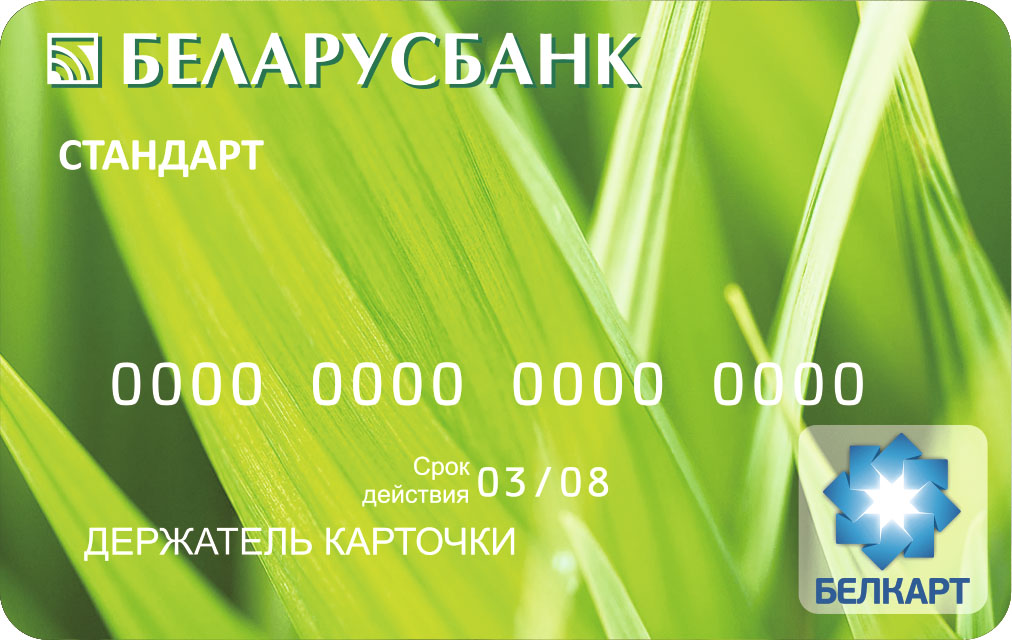 БЕЛАРУСБАНК
СТАНДАРТ
0000 0000 0000 0000
Срок
действия 03/08
ДЕРЖАТЕЛЬ КАРТОЧКИ
БЕЛКАРТ